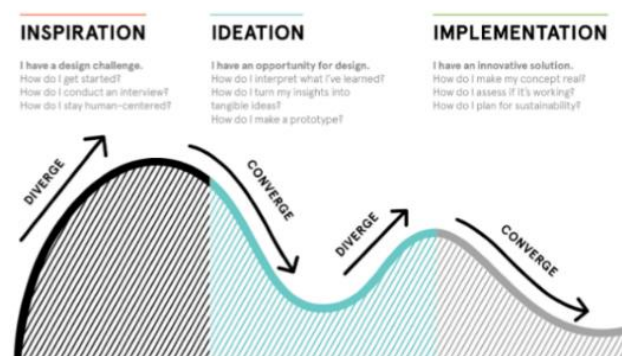 INSPIRATION
I have a design challenge.
How do I get started?
How do I conduct an interview?
How do I stay human-centered?
IDEATION
I have an opportunity for design.
How do I interpret what I've learned?
How do I turn my insights into
tangible ideas?
How do I make a prototype?
IMPLEMENTATION
I have an innovative solution.
How do I make my concept real?
How do I assess if it's working?
How do I plan for sustainability?
DIVERGE
CONVERGE
DIVERGE
CONVERGE